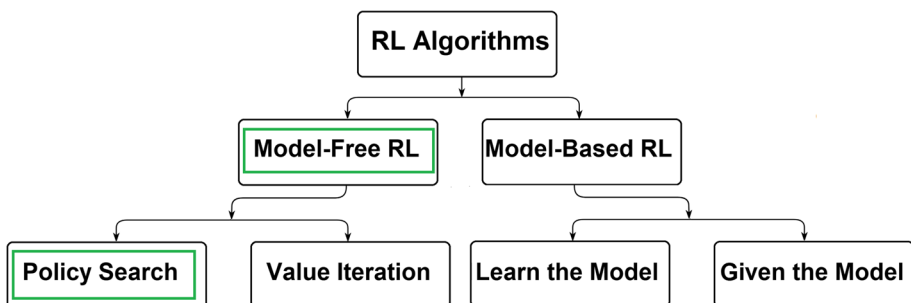 RL Algorithms
Model-Free RL
Model-Based RL
Policy Search
Value Iteration
Learn the Model
Given the Model